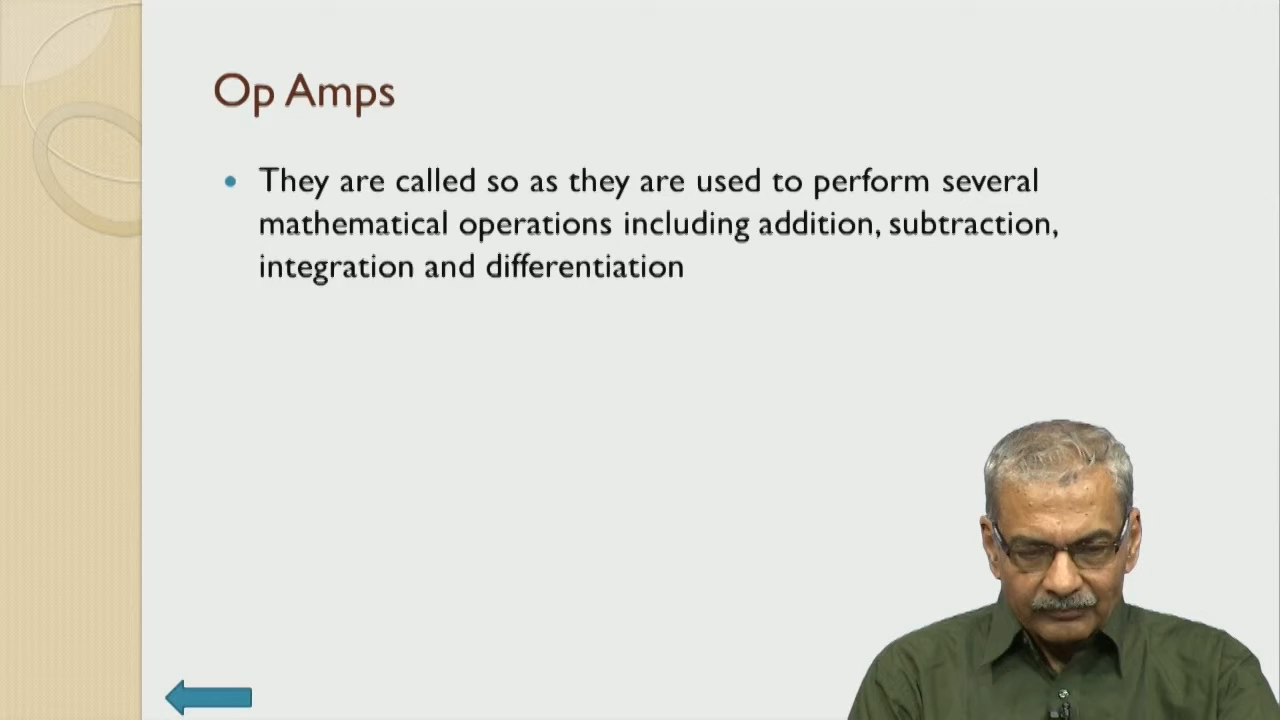 Op Amps
They are called so as they are used to perform several
mathematical operations including addition, subtraction,
integration and differentiation